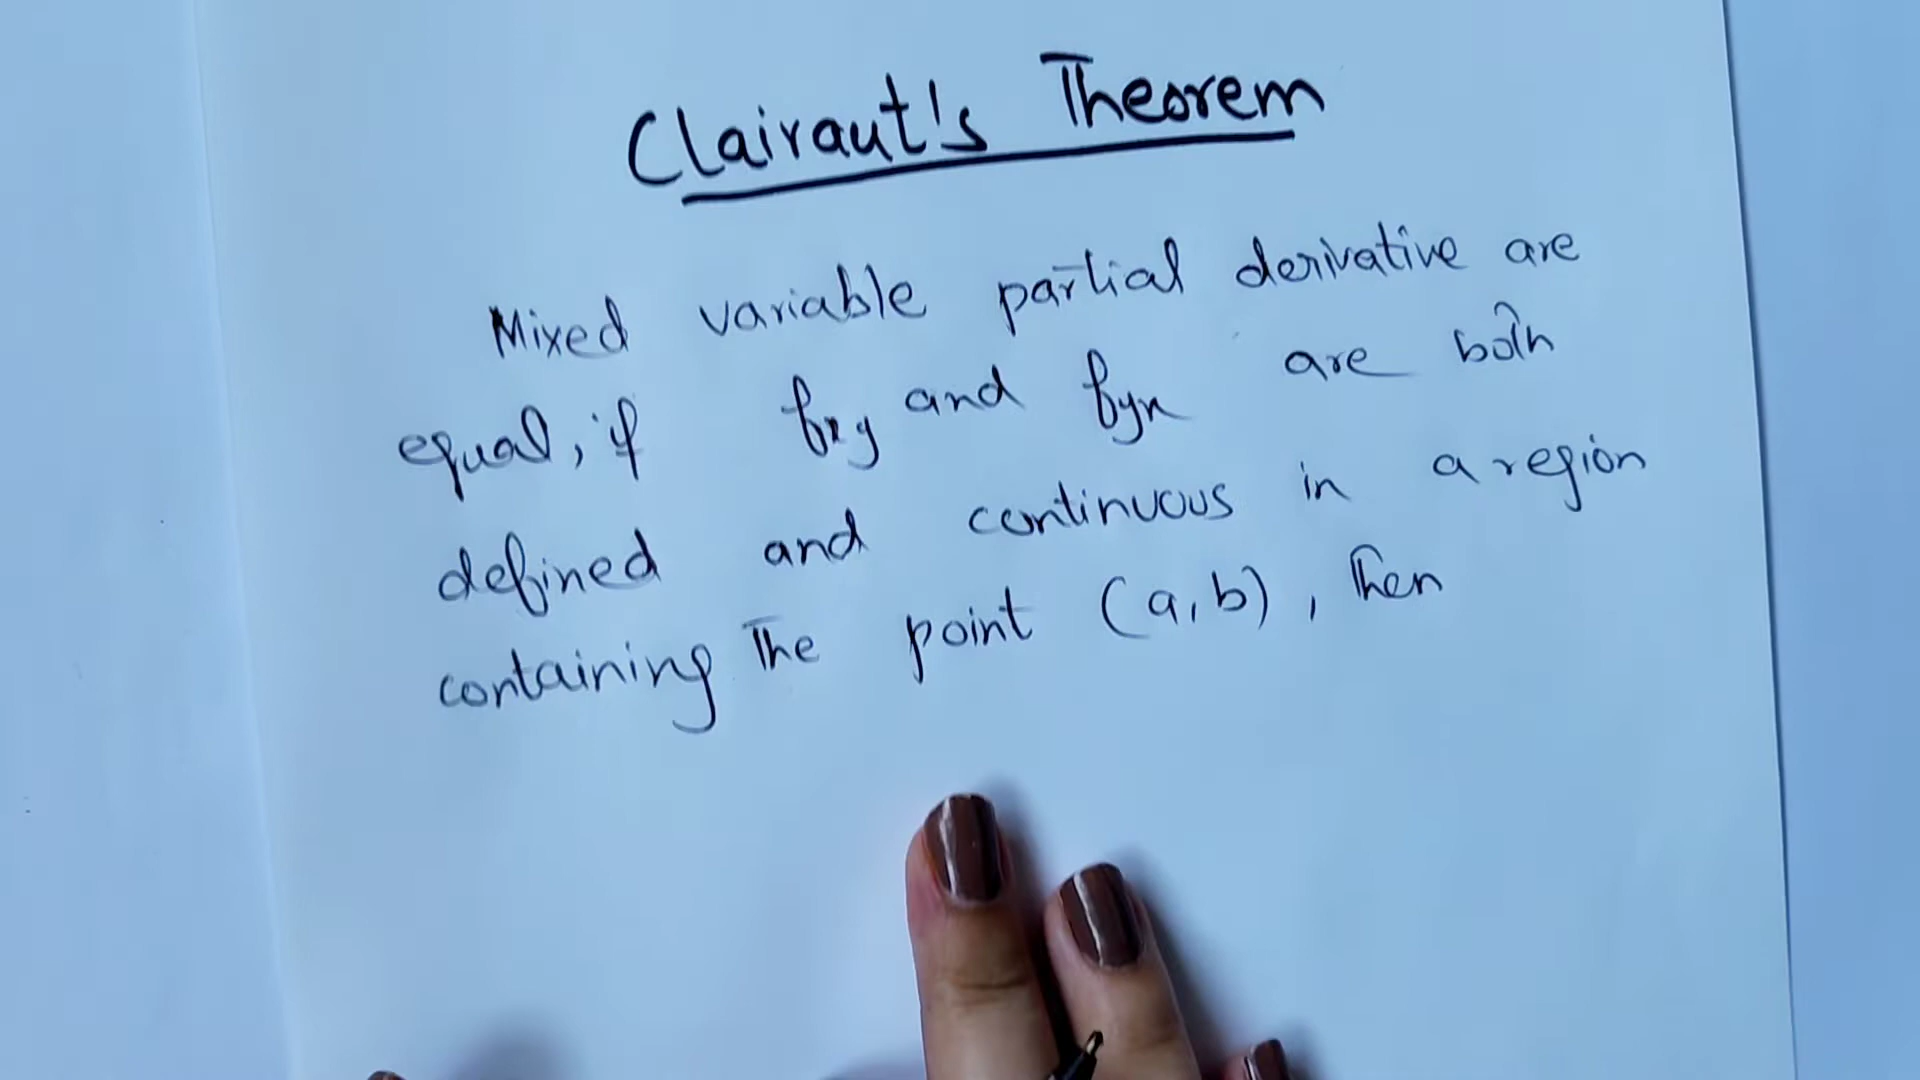 Clairaut's Theorem
Mixed variable partial derivative are
equal, if fxy and fyx are both
defined and continuous in a region
containing The point (a,b), Then